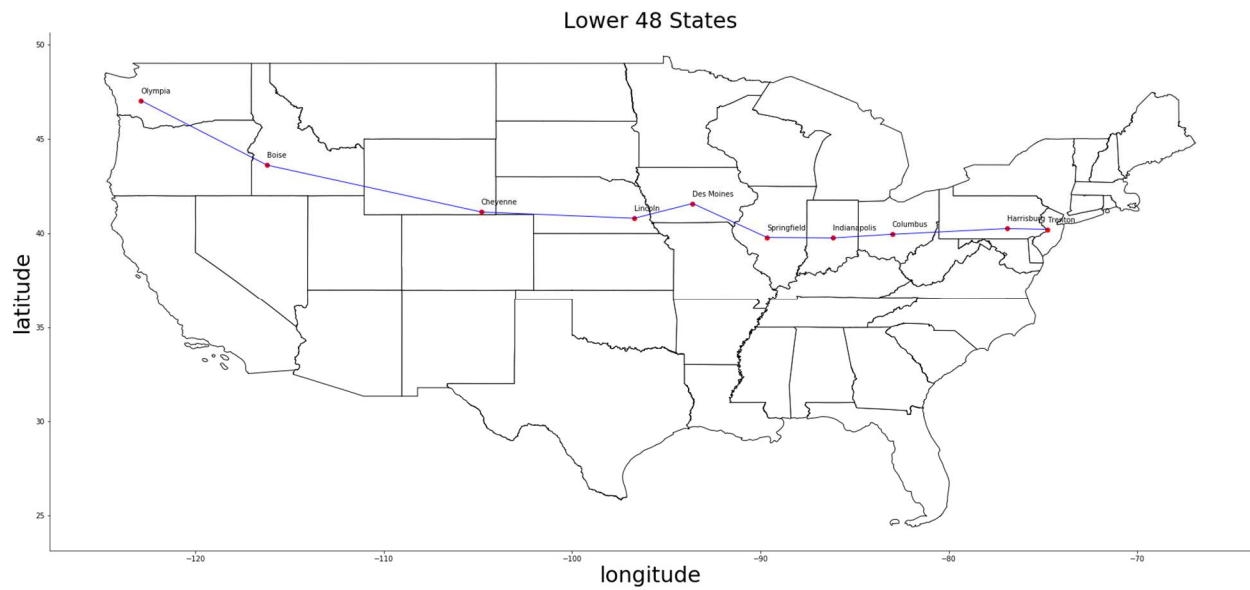 Lower 48 States
50
45
40
35
30
25
latitude
Olympia
Boise
Cheyenne
Lincoln
Des Moines
Springfield
Indianapolis
Columbus
Harrisburg
Trenton
−120
−110
−100
−90
−80
−70
longitude